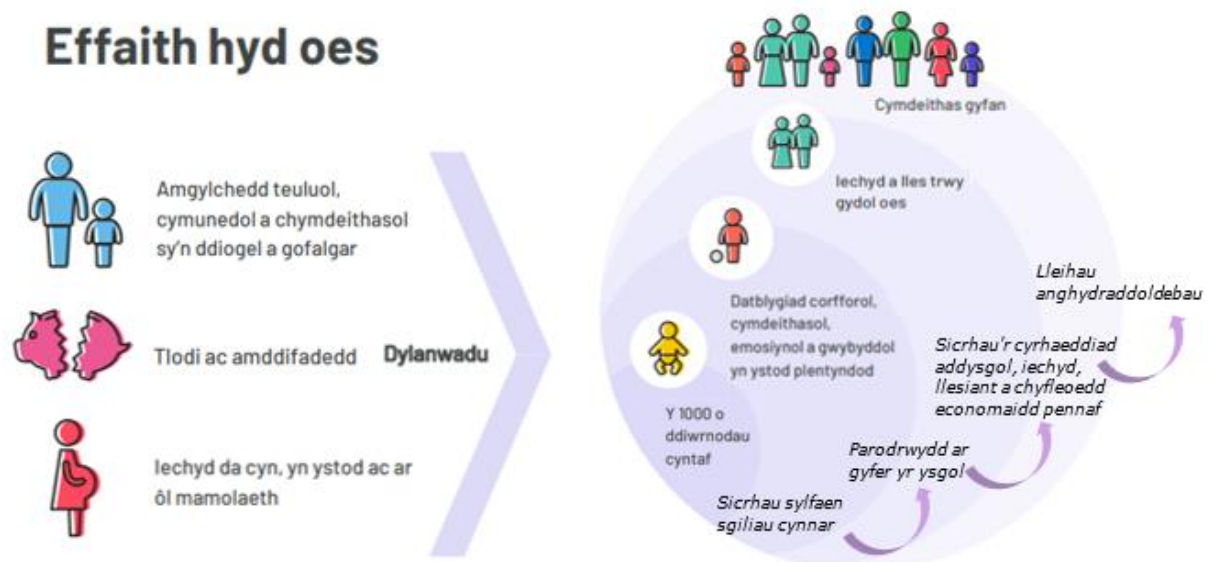 Effaith hyd oes
Amgylchedd teuluol,
cymunedol a chymdeithasol
sy'n ddiogel a gofalgar
Tlodi ac amddifadedd
Dylanwadu
Iechyd da cyn, yn ystod ac ar
ôl mamolaeth
Cymdeithas gyfan
Iechyd a lles trwy
gydol oes
Datblygiad corfforol,
cymdeithasol,
emosiynol a gwybyddol
yn ystod plentyndod
Y 1000 o
ddiwrnodau
cyntaf
Sicrhau sylfaen
sgiliau cynnar
Parodrwydd ar
gyfer yr ysgol
Sicrhau'r cyrhaeddiad
addysgol, iechyd,
llesiant a chyfleoedd
economaidd pennaf
Lleihau
anghydraddoldebau